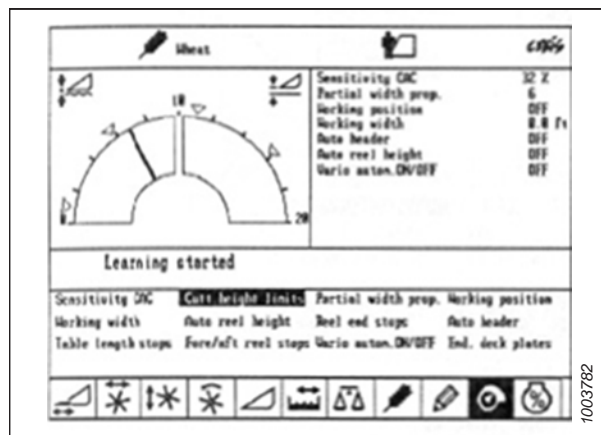 Wheat
CLAAS
Sensitivity CAC 32 %
Partial width prop. 6
Working position OFF
Working width 0.0 ft
Auto header OFF
Auto reel height OFF
Vario autom. ON/OFF OFF
10
0
20
Learning started
Sensitivity CAC Cutt.height limits Partial width prop. Working position
Working width Auto reel height Reel end stops Auto header
Table length stops Fore/aft reel stops Vario autom.ON/OFF End. deck plates
1003782